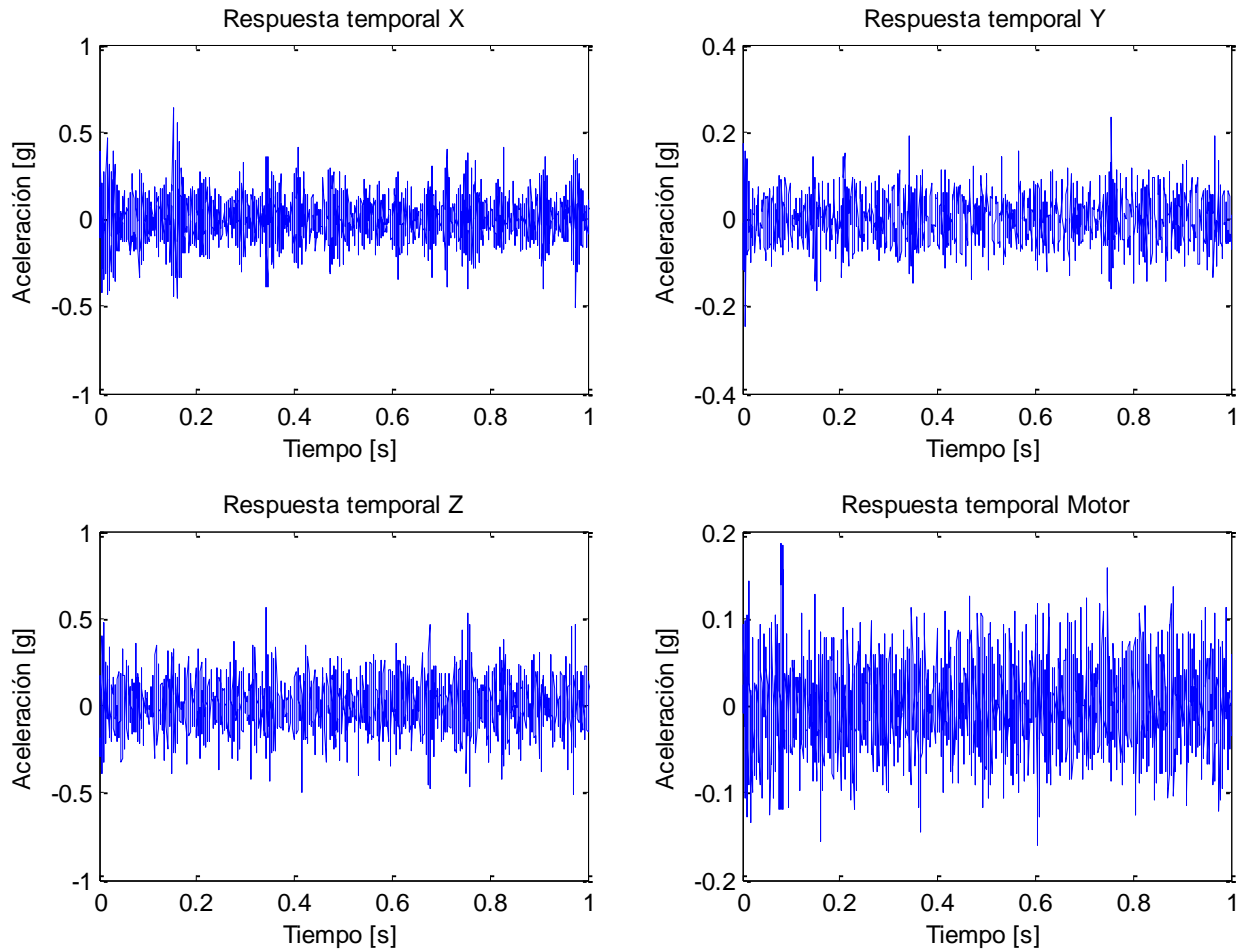 Respuesta temporal X
1
0.5
0
-0.5
-1
Aceleración [g]
0 0.2 0.4 0.6 0.8 1
Tiempo [s]
Respuesta temporal Y
0.4
0.2
0
-0.2
-0.4
Aceleración [g]
0 0.2 0.4 0.6 0.8 1
Tiempo [s]
Respuesta temporal Z
1
0.5
0
-0.5
-1
Aceleración [g]
0 0.2 0.4 0.6 0.8 1
Tiempo [s]
Respuesta temporal Motor
0.2
0.1
0
-0.1
-0.2
Aceleración [g]
0 0.2 0.4 0.6 0.8 1
Tiempo [s]